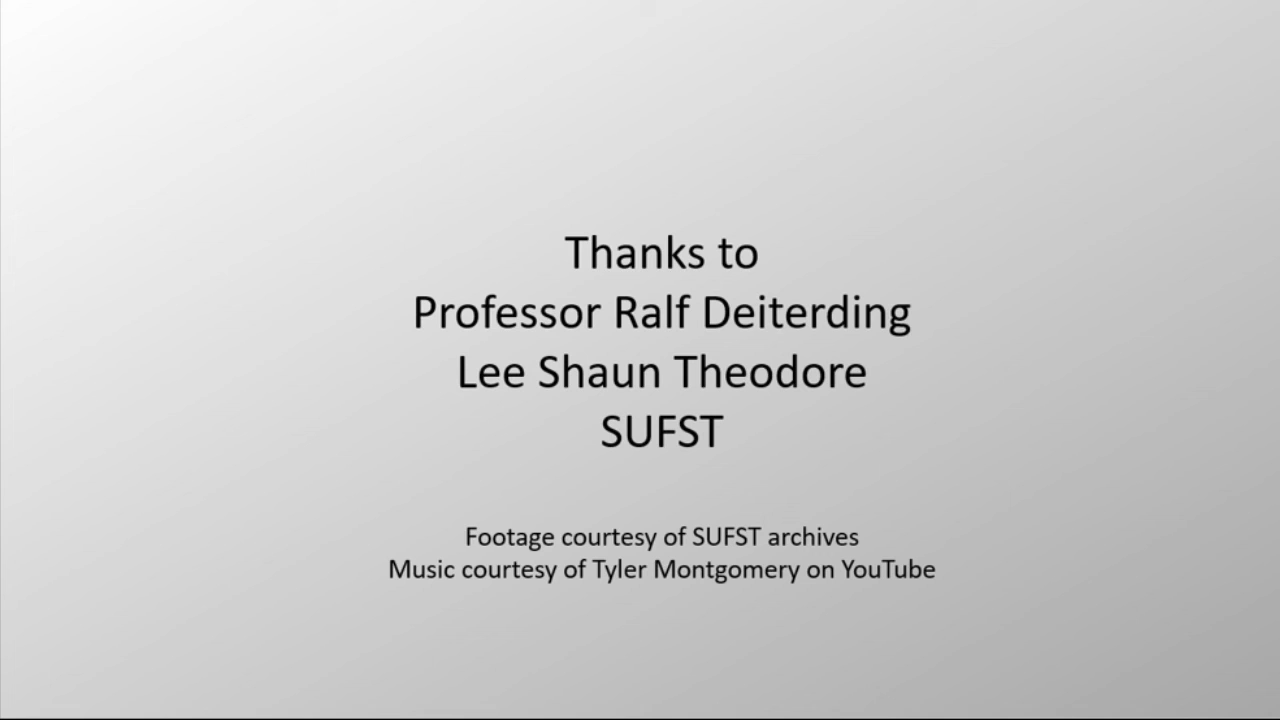 Thanks to
Professor Ralf Deiterding
Lee Shaun Theodore
SUFST
Footage courtesy of SUFST archives
Music courtesy of Tyler Montgomery on YouTube